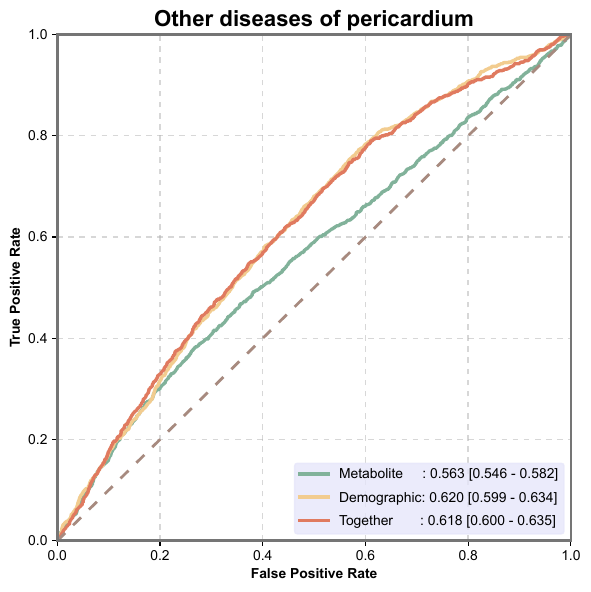 Other diseases of pericardium
True Positive Rate
1.0
0.8
0.6
0.4
0.2
0.0
0.0 0.2 0.4 0.6 0.8 1.0
False Positive Rate
Metabolite : 0.563 [0.546 - 0.582]
Demographic: 0.620 [0.599 - 0.634]
Together : 0.618 [0.600 - 0.635]